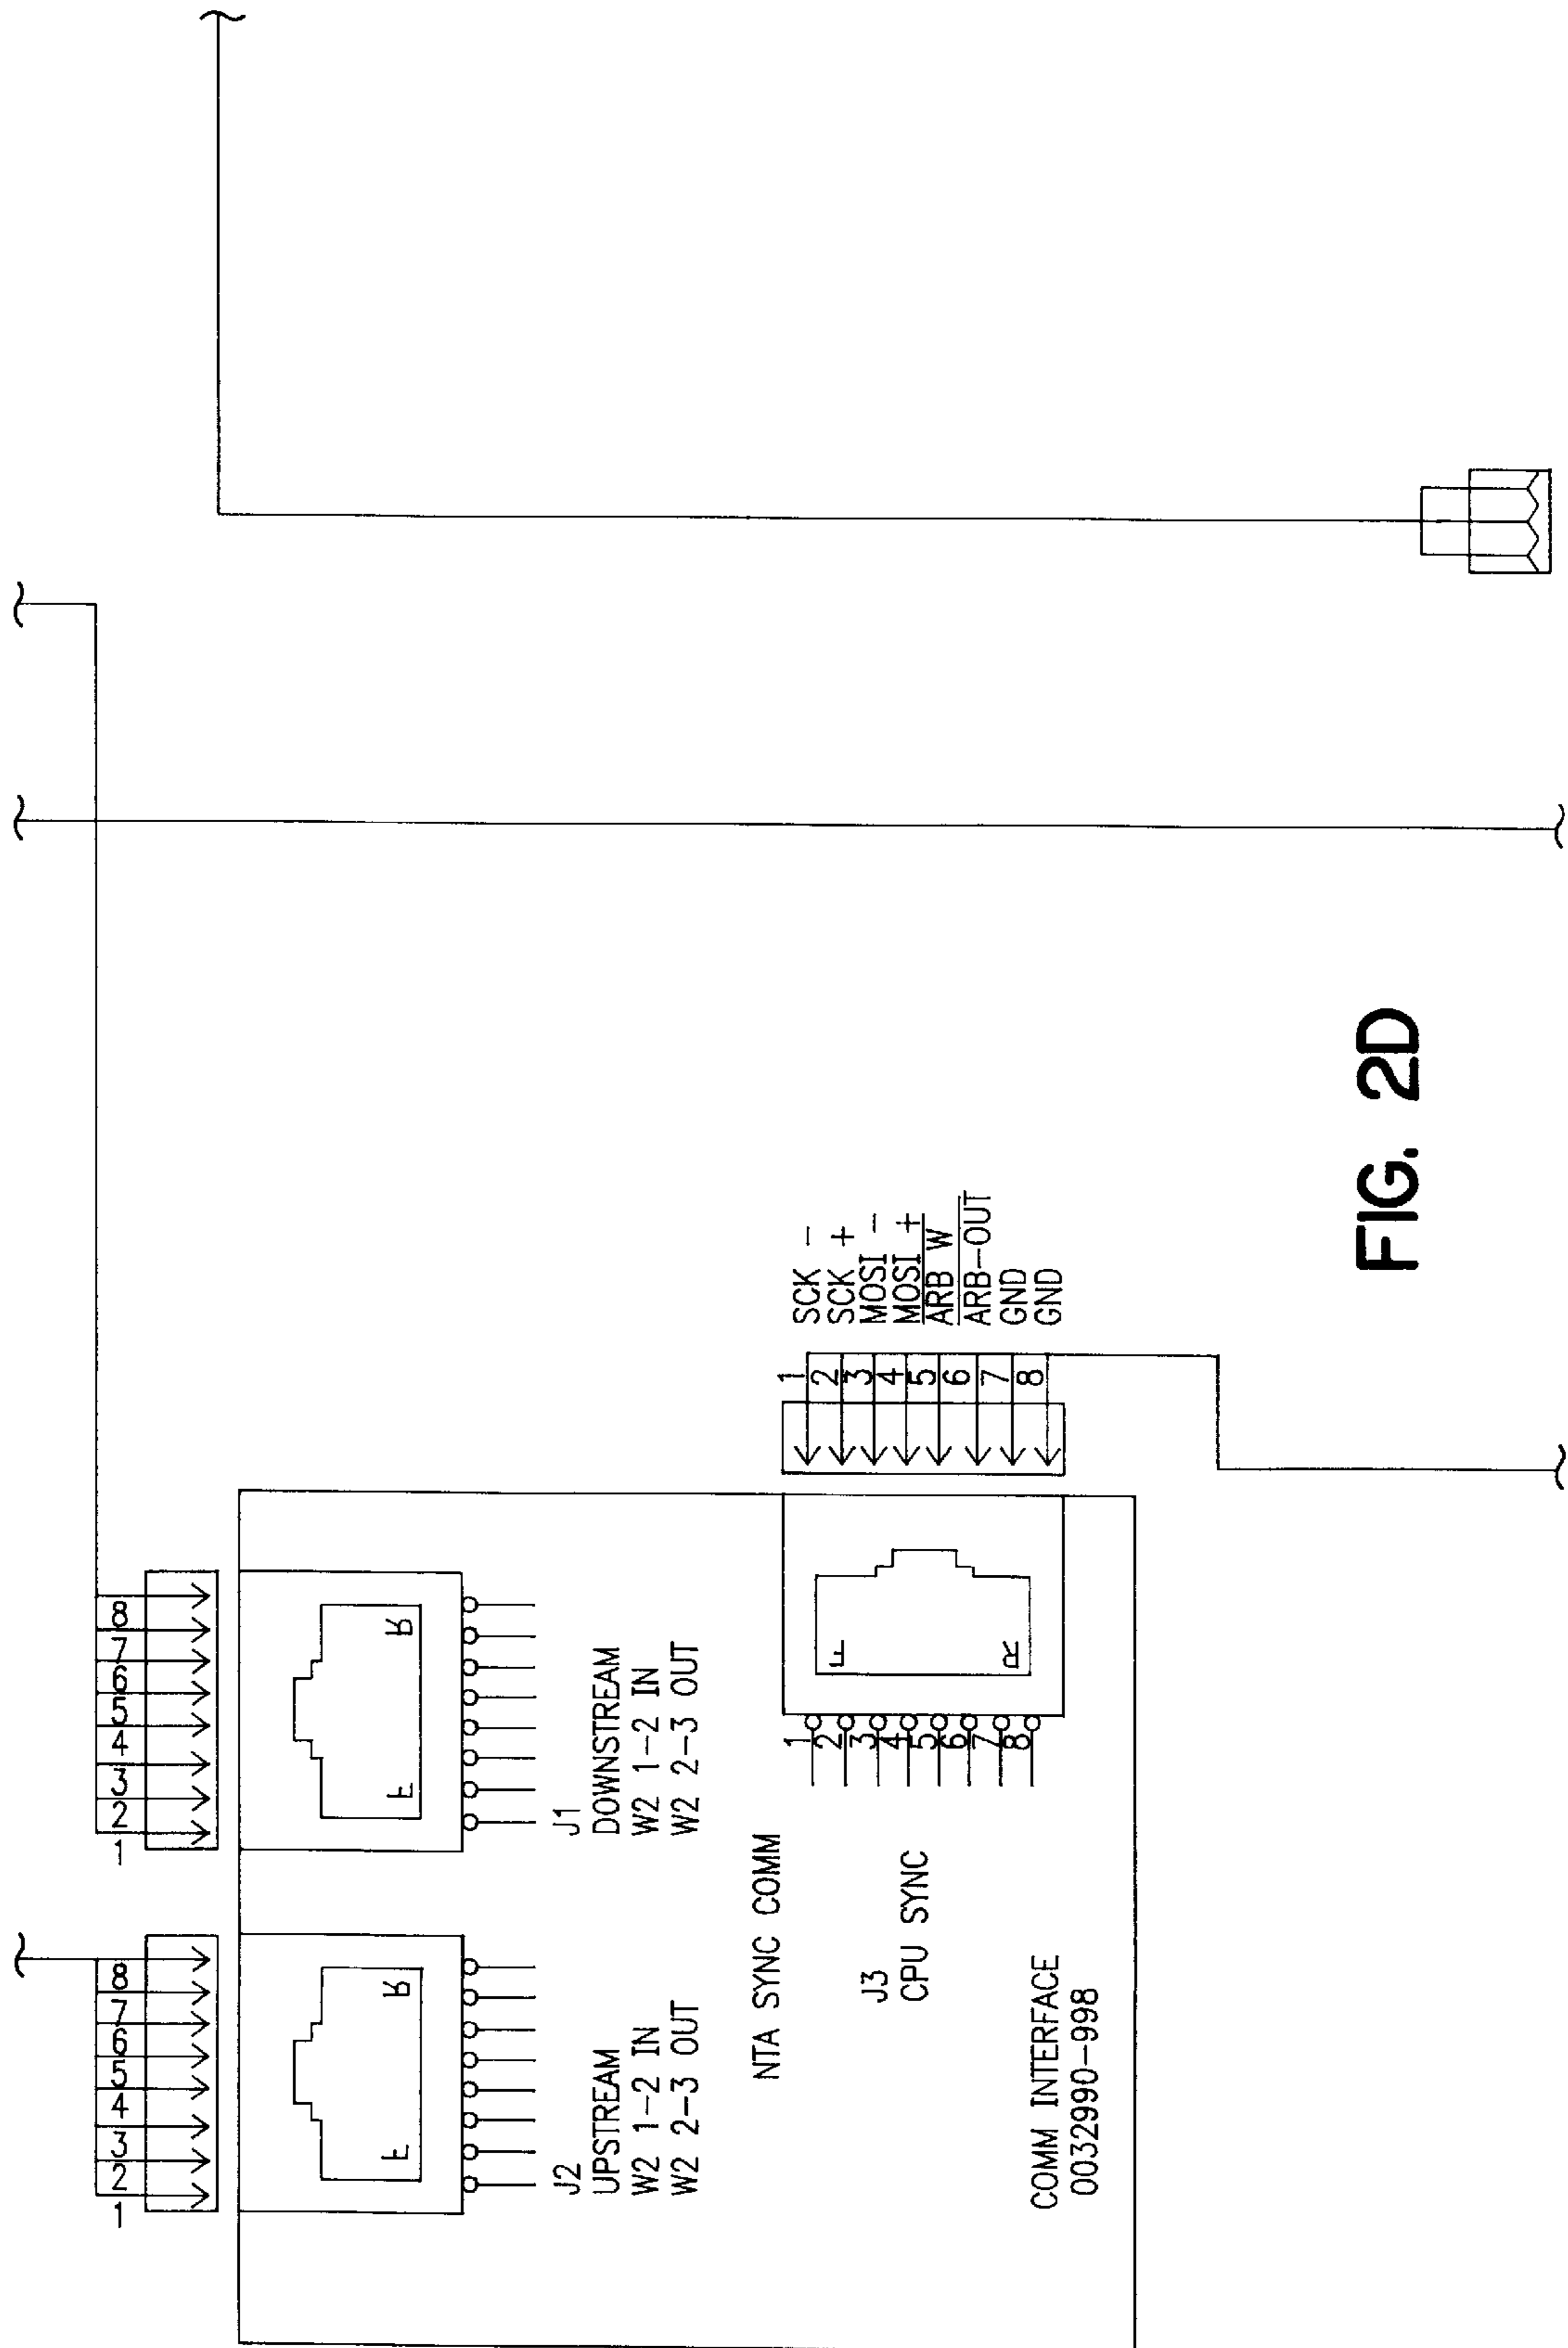 1 2 3 4 5 6 7 8
1 2 3 4 5 6 7 8
F R
F R
J2
UPSTREAM
W2 1-2 IN
W2 2-3 OUT
J1
DOWNSTREAM
W2 1-2 IN
W2 2-3 OUT
NTA SYNC COMM
J3
CPU SYNC
1
2
3
4
5
6
7
8
F
R
1 SCK -
2 SCK +
3 MOSI -
4 MOSI +
5 ARB W
6 ARB-OUT
7 GND
8 GND
COMM INTERFACE
0032990-998
FIG. 2D